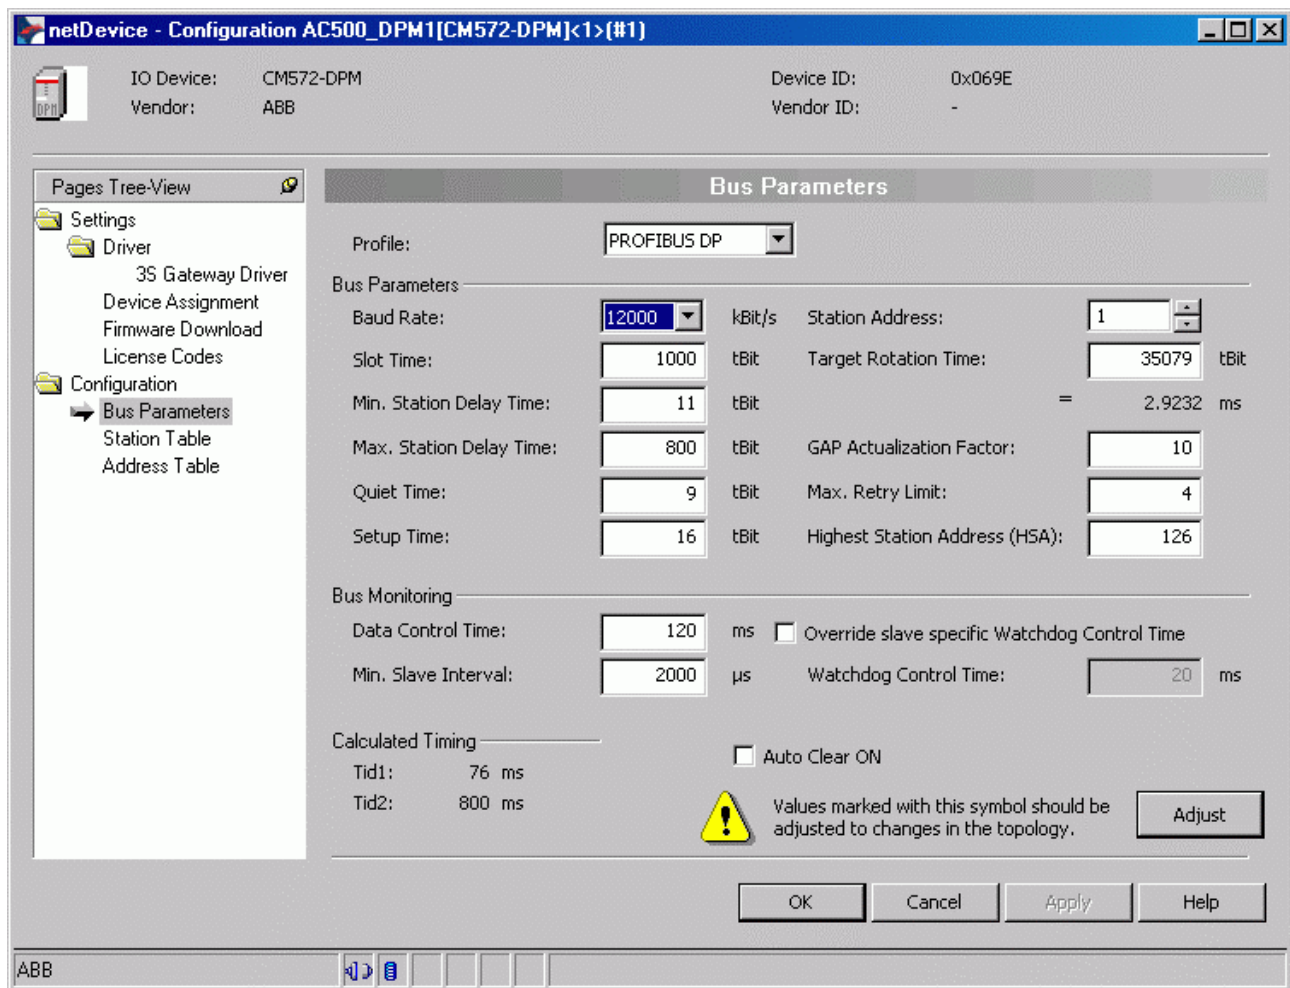 netDevice - Configuration AC500_DPM1[CM572-DPM]<1>(#1)
IO Device: CM572-DPM Device ID: 0x069E
Vendor: ABB Vendor ID: -
DPM
Pages Tree-View
Settings
Driver
3S Gateway Driver
Device Assignment
Firmware Download
License Codes
Configuration
Bus Parameters
Station Table
Address Table
Bus Parameters
Profile: PROFIBUS DP
Bus Parameters
Baud Rate: 12000 kBit/s Station Address: 1
Slot Time: 1000 tBit Target Rotation Time: 35079 tBit
Min. Station Delay Time: 11 tBit = 2.9232 ms
Max. Station Delay Time: 800 tBit GAP Actualization Factor: 10
Quiet Time: 9 tBit Max. Retry Limit: 4
Setup Time: 16 tBit Highest Station Address (HSA): 126
Bus Monitoring
Data Control Time: 120 ms Override slave specific Watchdog Control Time
Min. Slave Interval: 2000 µs Watchdog Control Time: 20 ms
Calculated Timing
Auto Clear ON
Tid1: 76 ms
Tid2: 800 ms
Values marked with this symbol should be
adjusted to changes in the topology.
Adjust
OK Cancel Apply Help
ABB